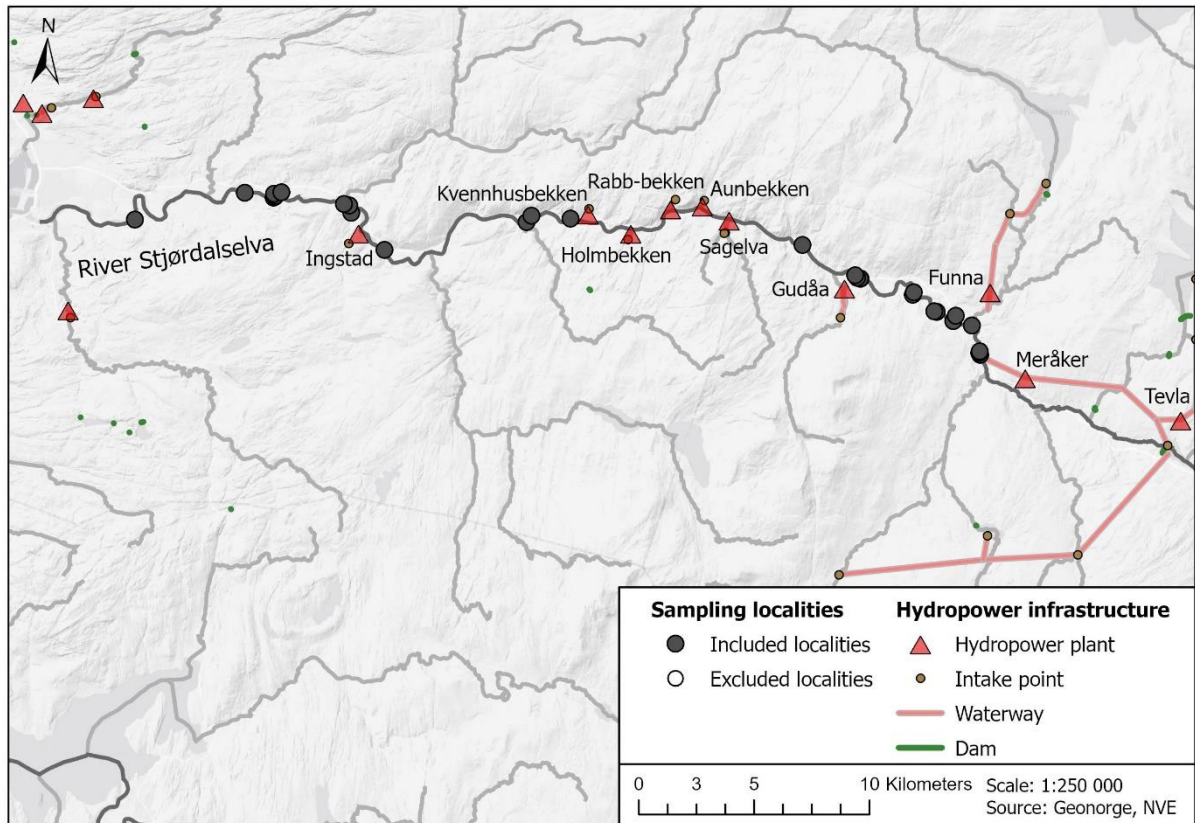 N
Kvennhusbekken
Rabb-bekken
Aunbekken
River Stjørdalselva
Ingstad
Holmbekken
Sagelva
Gudåa
Funna
Meråker
Tevla
Sampling localities
Included localities
Excluded localities
Hydropower infrastructure
Hydropower plant
Intake point
Waterway
Dam
0 3 5 10 Kilometers
Scale: 1:250 000
Source: Geonorge, NVE